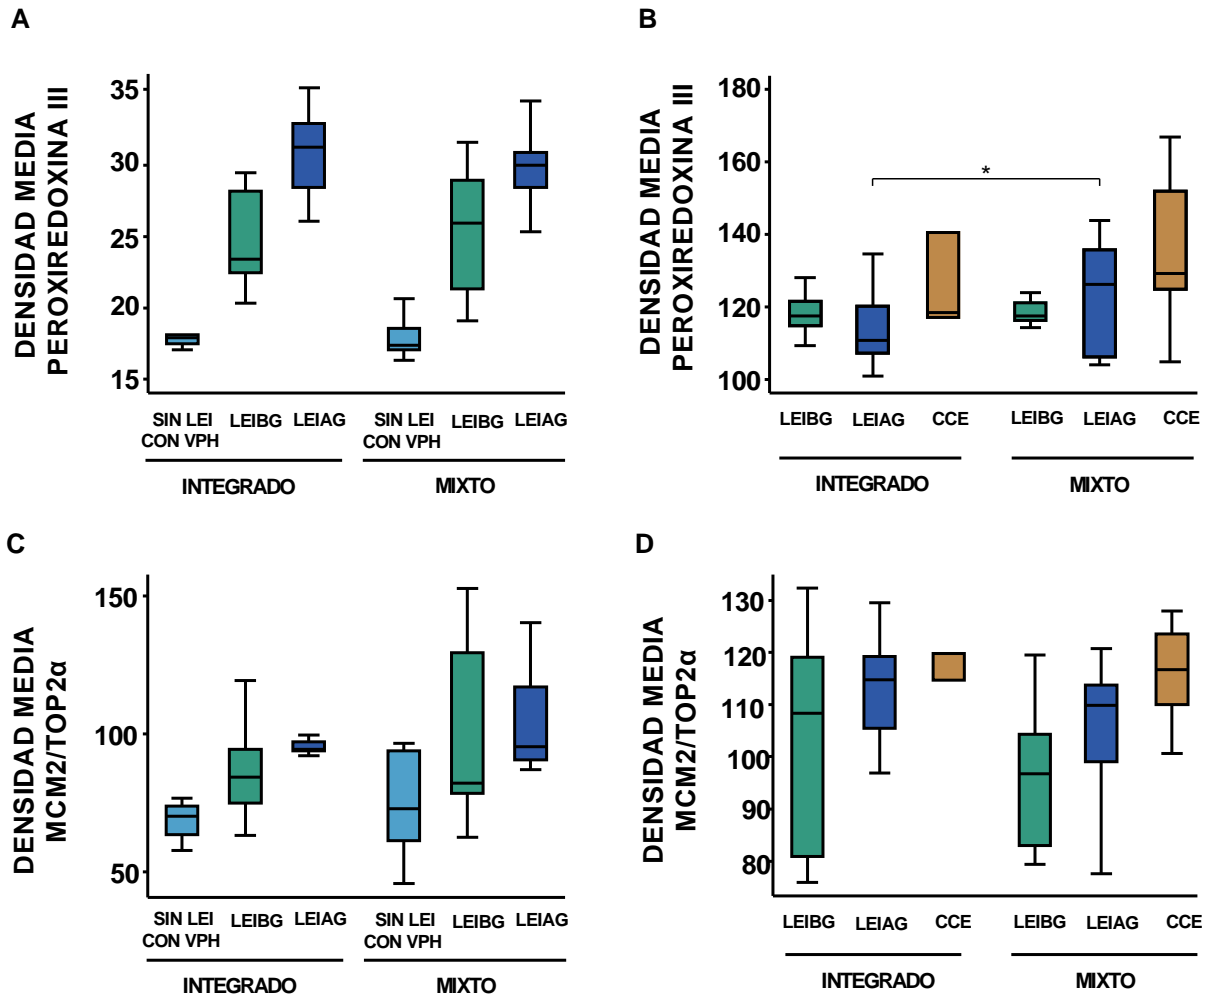 A
DENSIDAD MEDIA
PEROXIREDOXINA III
35
30
25
20
15
SIN LEI
CON VPH
LEIBG
LEIAG
SIN LEI
CON VPH
LEIBG
LEIAG
INTEGRADO
MIXTO
B
DENSIDAD MEDIA
PEROXIREDOXINA III
180
160
140
120
100
*
LEIBG
LEIAG
CCE
LEIBG
LEIAG
CCE
INTEGRADO
MIXTO
C
DENSIDAD MEDIA
MCM2/TOP2α
150
100
50
SIN LEI
CON VPH
LEIBG
LEIAG
SIN LEI
CON VPH
LEIBG
LEIAG
INTEGRADO
MIXTO
D
DENSIDAD MEDIA
MCM2/TOP2α
130
120
110
100
90
80
LEIBG
LEIAG
CCE
LEIBG
LEIAG
CCE
INTEGRADO
MIXTO